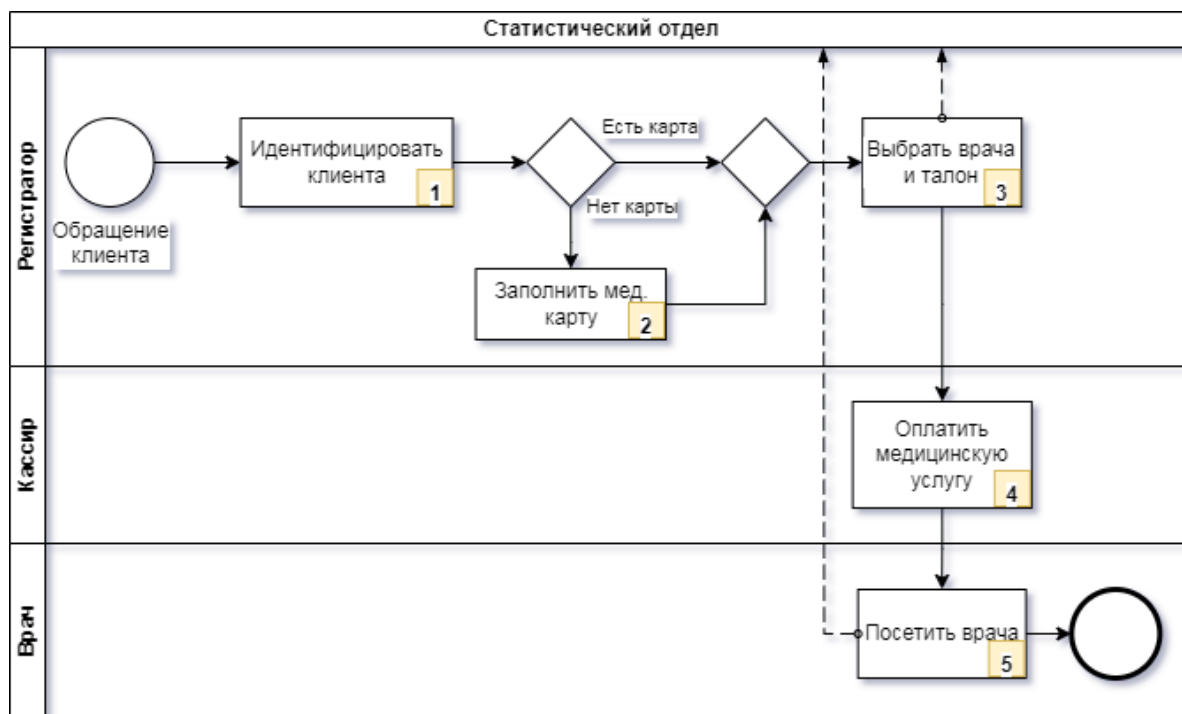 Статистический отдел
Регистратор
Обращение
клиента
Идентифицировать
клиента
1
Есть карта
Нет карты
Заполнить мед.
карту
2
Выбрать врача
и талон
3
Кассир
Оплатить
медицинскую
услугу
4
Врач
Посетить врача
5